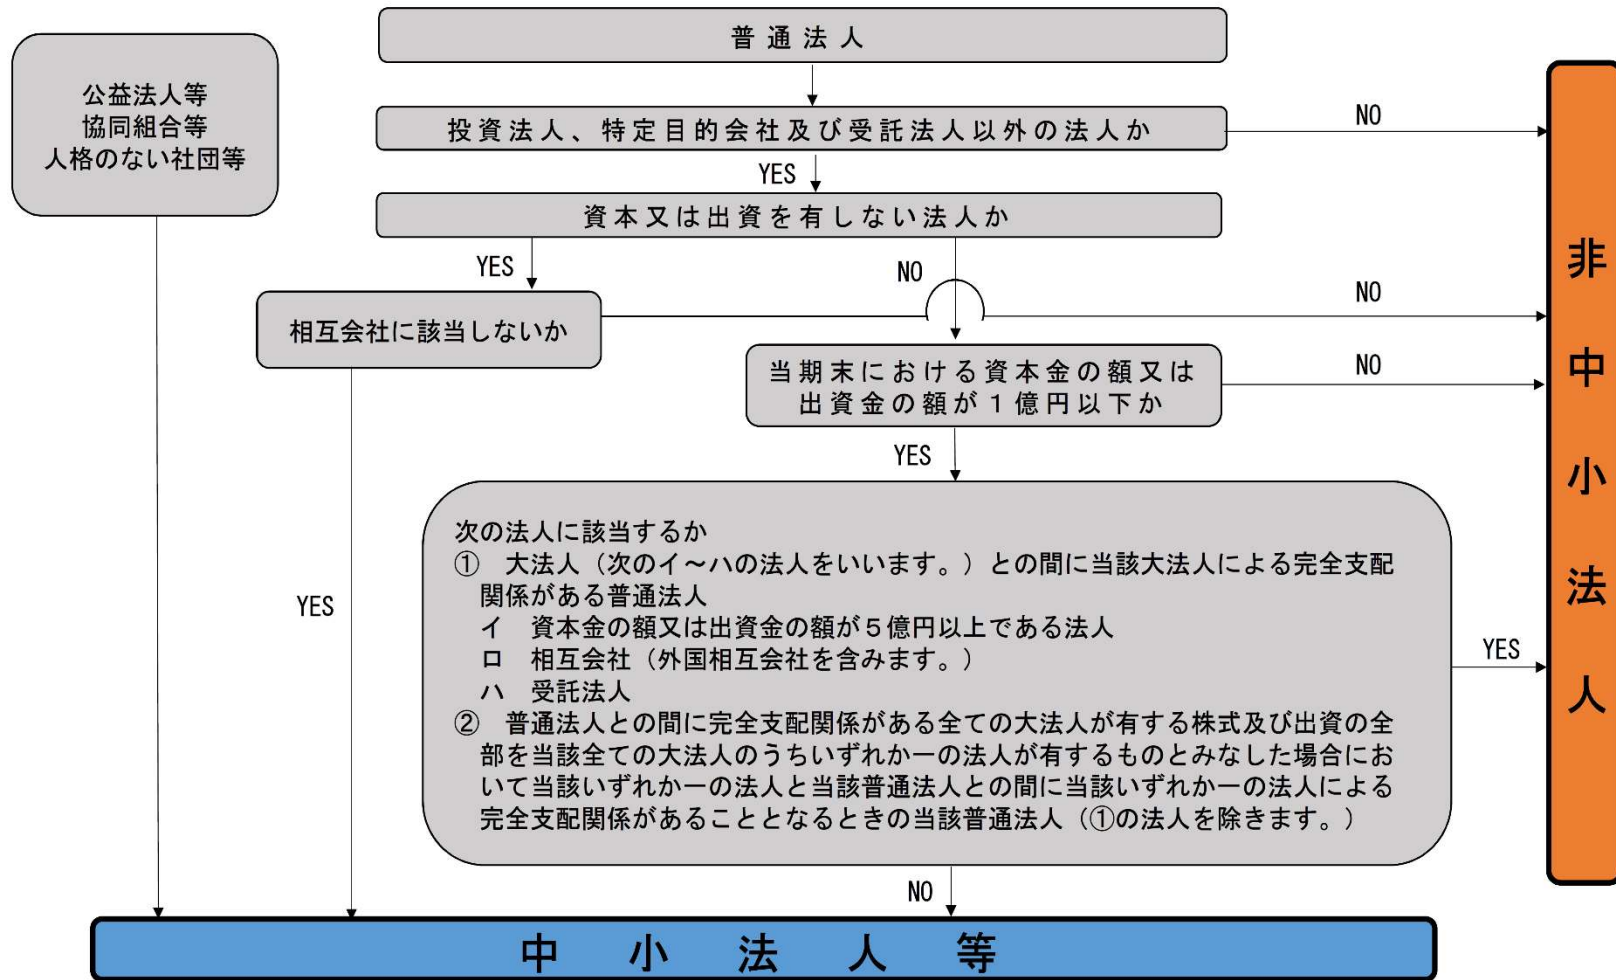 普通法人
公益法人等
協同組合等
人格のない社団等
投資法人、特定目的会社及び受託法人以外の法人か
NO
YES
資本又は出資を有しない法人か
YES
NO
相互会社に該当しないか
NO
当期末における資本金の額又は
出資金の額が１億円以下か
NO
YES
次の法人に該当するか
①　大法人（次のイ～ハの法人をいいます。）との間に当該大法人による完全支配
関係がある普通法人
イ　資本金の額又は出資金の額が５億円以上である法人
ロ　相互会社（外国相互会社を含みます。）
ハ　受託法人
②　普通法人との間に完全支配関係がある全ての大法人が有する株式及び出資の全
部を当該全ての大法人のうちいずれか一の法人が有するものとみなした場合にお
いて当該いずれか一の法人と当該普通法人との間に当該いずれか一の法人による
完全支配関係があることとなるときの当該普通法人（①の法人を除きます。）
YES
YES
NO
非中小法人
中小法人等